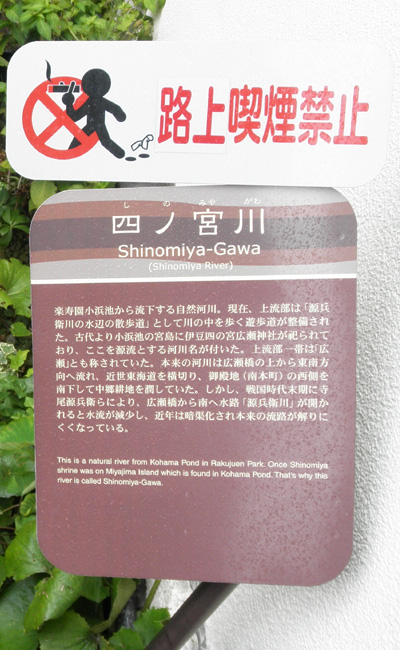 路上喫煙禁止
し の みや がわ
四ノ宮川
Shinomiya-Gawa
(Shinomiya River)
楽寿園小浜池から流下する自然河川。現在、上流部は「源兵
衛川の水辺の散歩道」として川の中を歩く遊歩道が整備され
た。古代より小浜池の宮島に伊豆四の宮広瀬神社が祀られて
おり、ここを源流とする河川名が付いた。上流部一帯は「広
瀬」とも称されていた。本来の河川は広瀬橋の上から東南方
向へ流れ、近世東海道を横切り、御殿地（南本町）の西側を
南下して中郷耕地を潤していた。しかし、戦国時代末期に寺
尾源兵衛らにより、広瀬橋から南へ水路「源兵衛川」が開か
れると水流が減少し、近年は暗渠化され本来の流路が解りに
くくなっている。
This is a natural river from Kohama Pond in Rakujuen Park. Once Shinomiya
shrine was on Miyajima Island which is found in Kohama Pond. That's why this
river is called Shinomiya-Gawa.